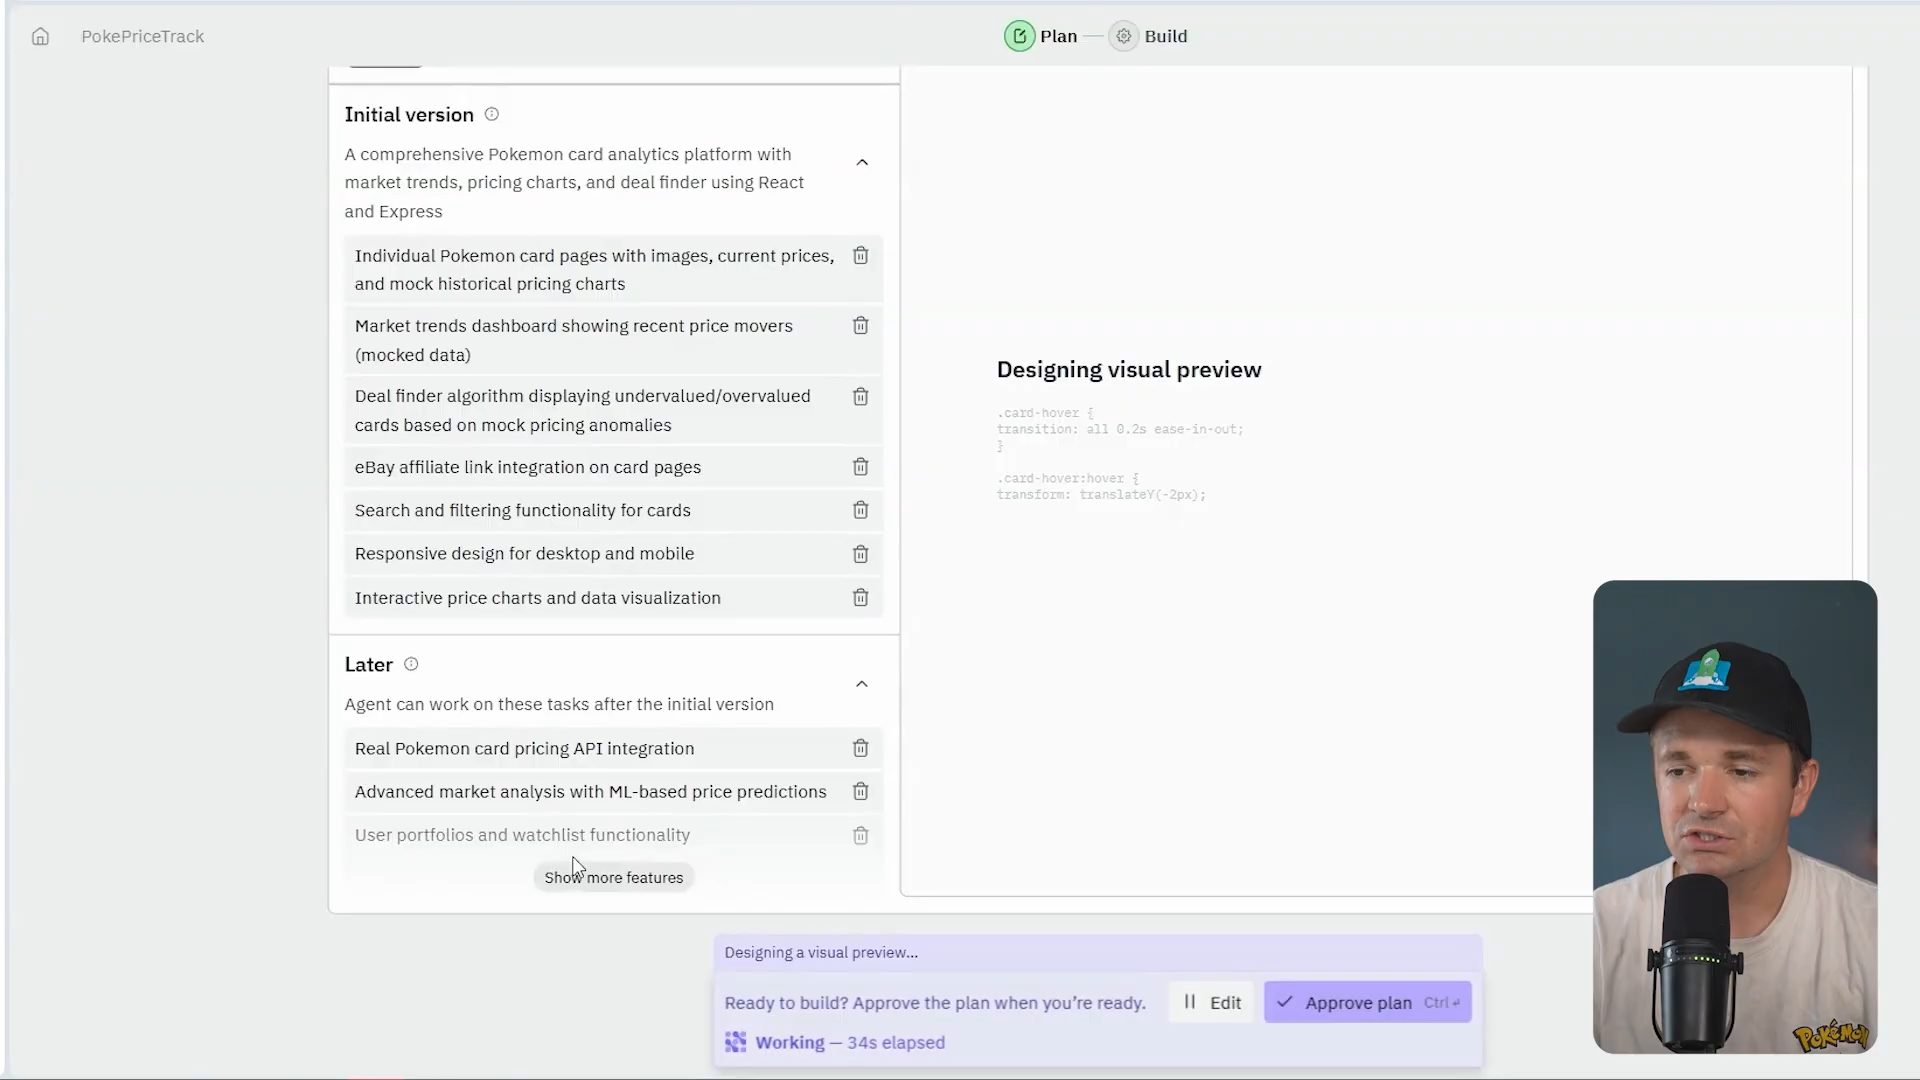 PokePriceTrack
Plan
Build
Initial version
A comprehensive Pokemon card analytics platform with
market trends, pricing charts, and deal finder using React
and Express
Individual Pokemon card pages with images, current prices,
and mock historical pricing charts
Market trends dashboard showing recent price movers
(mocked data)
Deal finder algorithm displaying undervalued/overvalued
cards based on mock pricing anomalies
eBay affiliate link integration on card pages
Search and filtering functionality for cards
Responsive design for desktop and mobile
Interactive price charts and data visualization
Later
Agent can work on these tasks after the initial version
Real Pokemon card pricing API integration
Advanced market analysis with ML-based price predictions
User portfolios and watchlist functionality
Show more features
Designing visual preview
.card-hover {
transition: all 0.2s ease-in-out;
}
.card-hover:hover {
transform: translateY(-2px);
Designing a visual preview...
Ready to build? Approve the plan when you're ready.
Edit
Approve plan Ctrl ↵
Working — 34s elapsed
POKéMON